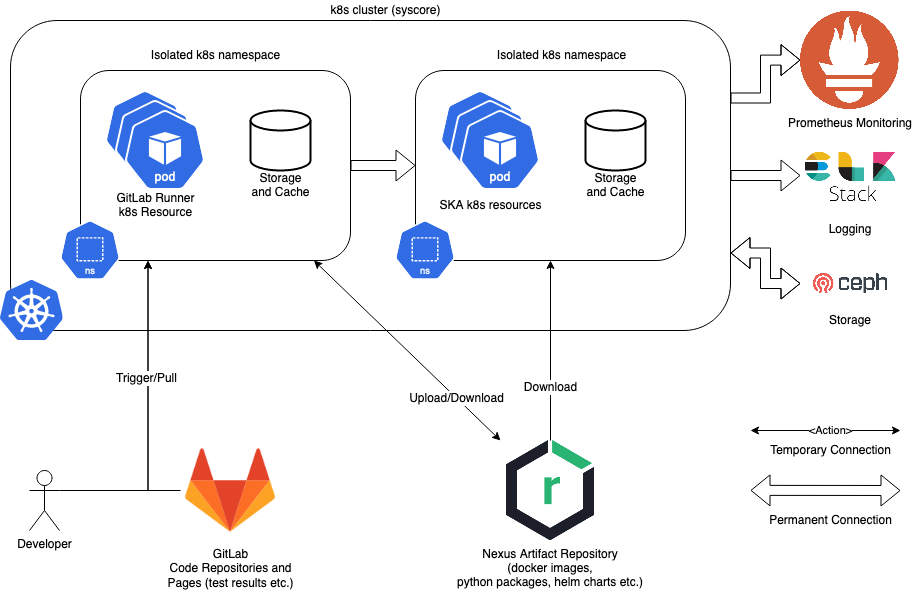 k8s cluster (syscore)
Isolated k8s namespace
Isolated k8s namespace
pod
GitLab Runner
k8s Resource
Storage
and Cache
ns
pod
SKA k8s resources
Storage
and Cache
ns
Prometheus Monitoring
Stack
Logging
ceph
Storage
Trigger/Pull
Upload/Download
Download
<Action>
Temporary Connection
Permanent Connection
Developer
GitLab
Code Repositories and
Pages (test results etc.)
r
Nexus Artifact Repository
(docker images,
python packages, helm charts etc.)